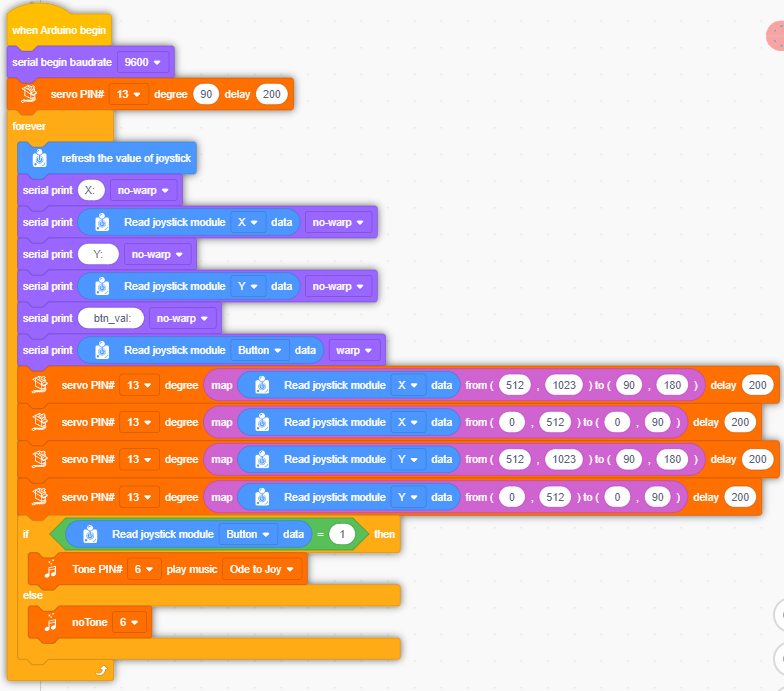 when Arduino begin
serial begin baudrate 9600
servo PIN# 13 degree 90 delay 200
forever
refresh the value of joystick
serial print X: no-warp
serial print Read joystick module X data no-warp
serial print Y: no-warp
serial print Read joystick module Y data no-warp
serial print btn_val: no-warp
serial print Read joystick module Button data warp
servo PIN# 13 degree map Read joystick module X data from ( 512 , 1023 ) to ( 90 , 180 ) delay 200
servo PIN# 13 degree map Read joystick module X data from ( 0 , 512 ) to ( 0 , 90 ) delay 200
servo PIN# 13 degree map Read joystick module Y data from ( 512 , 1023 ) to ( 90 , 180 ) delay 200
servo PIN# 13 degree map Read joystick module Y data from ( 0 , 512 ) to ( 0 , 90 ) delay 200
if Read joystick module Button data = 1 then
Tone PIN# 6 play music Ode to Joy
else
noTone 6